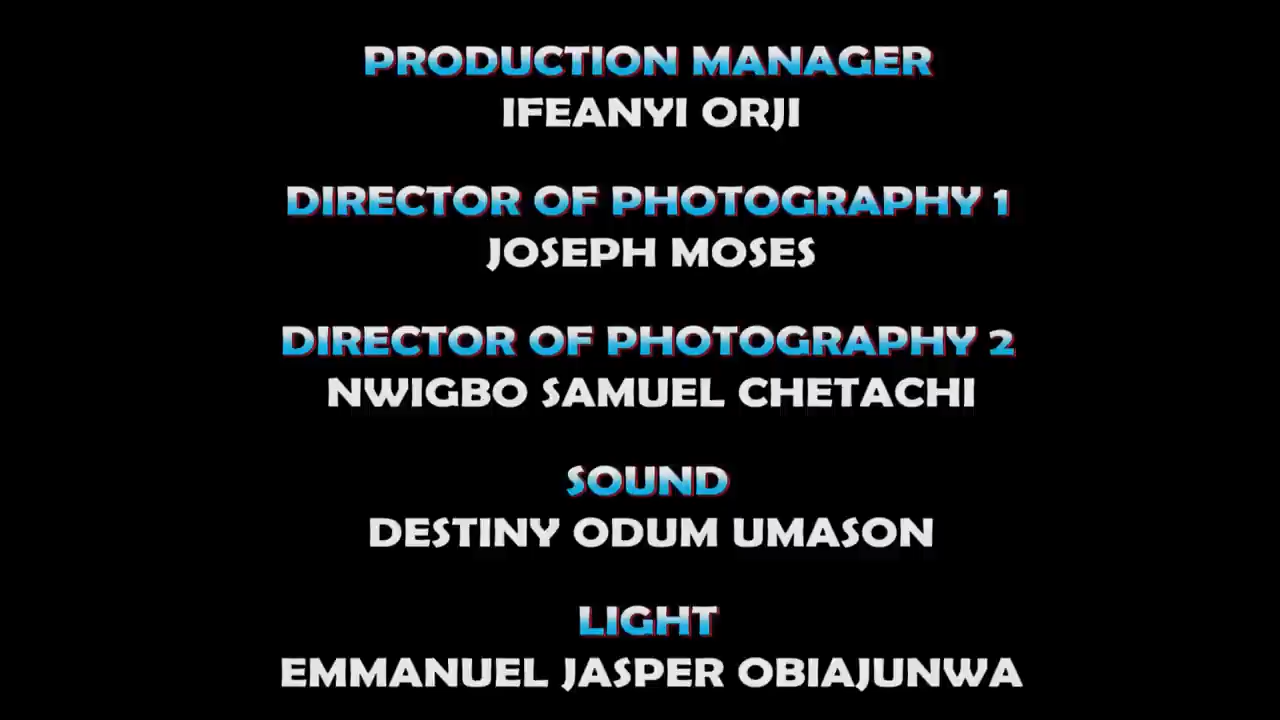 PRODUCTION MANAGER
IFEANYI ORJI
DIRECTOR OF PHOTOGRAPHY 1
JOSEPH MOSES
DIRECTOR OF PHOTOGRAPHY 2
NWIGBO SAMUEL CHETACHI
SOUND
DESTINY ODUM UMASON
LIGHT
EMMANUEL JASPER OBIAJUNWA